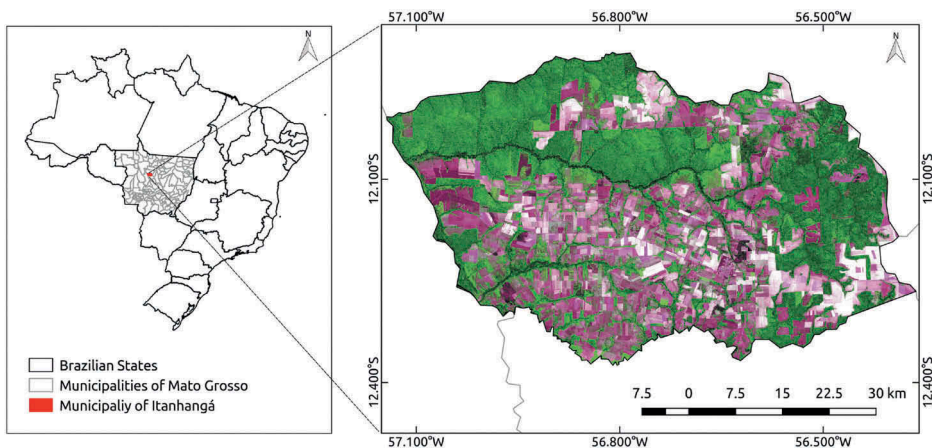 N
Brazilian States
Municipalities of Mato Grosso
Municipaliy of Itanhangá
57.100°W 56.800°W 56.500°W
N
12.100°S 12.100°S
12.400°S 12.400°S
7.5 0 7.5 15 22.5 30 km
57.100°W 56.800°W 56.500°W